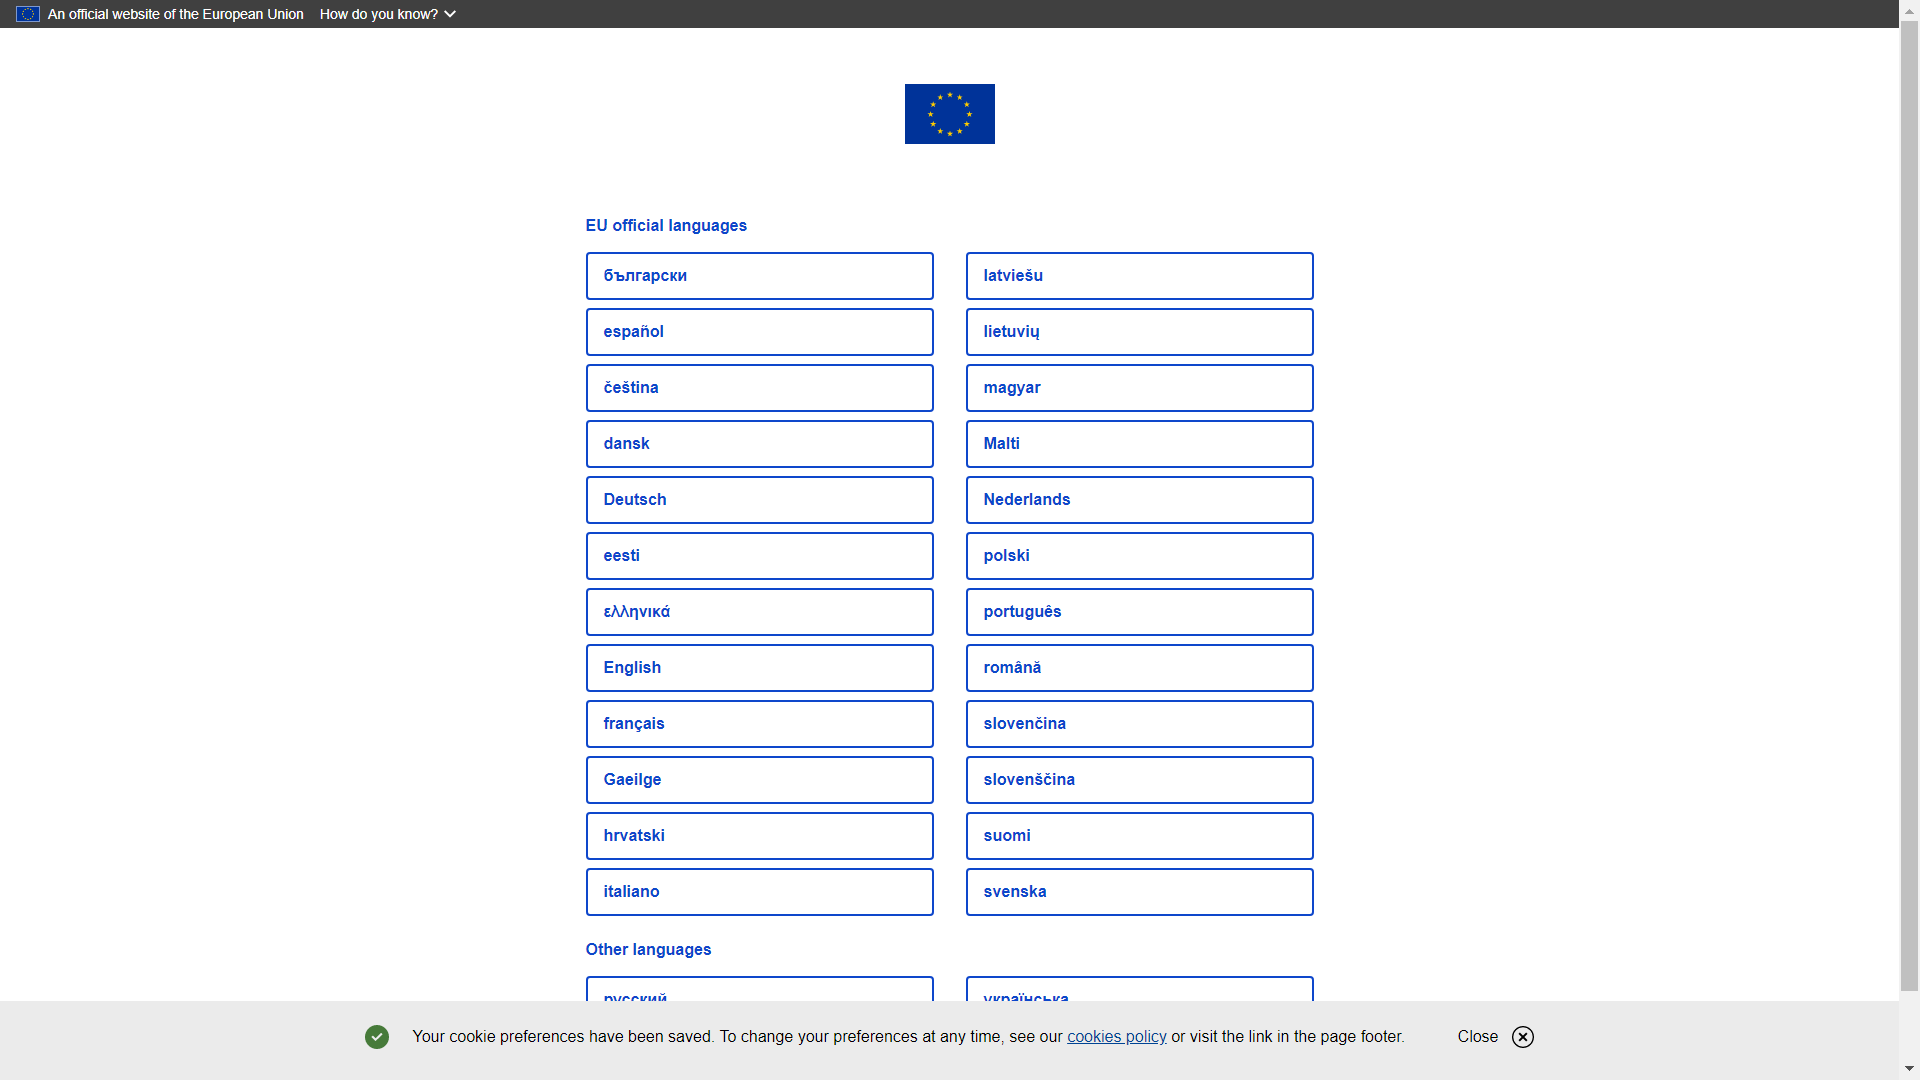 An official website of the European Union How do you know?
EU official languages
български
español
čeština
dansk
Deutsch
eesti
ελληνικά
English
français
Gaeilge
hrvatski
italiano
latviešu
lietuvių
magyar
Malti
Nederlands
polski
português
română
slovenčina
slovenščina
suomi
svenska
Other languages
русский
українська
Your cookie preferences have been saved. To change your preferences at any time, see our cookies policy or visit the link in the page footer.
Close